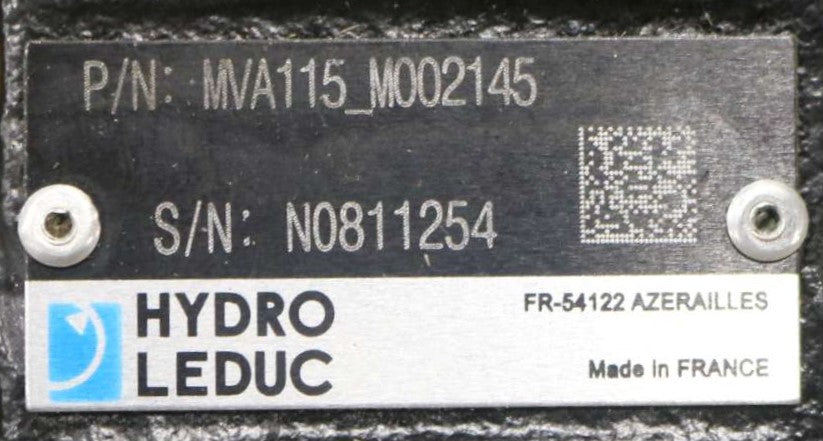 P/N: MVA115_M002145
S/N: N0811254
HYDRO
LEDUC
FR-54122 AZERAILLES
Made in FRANCE